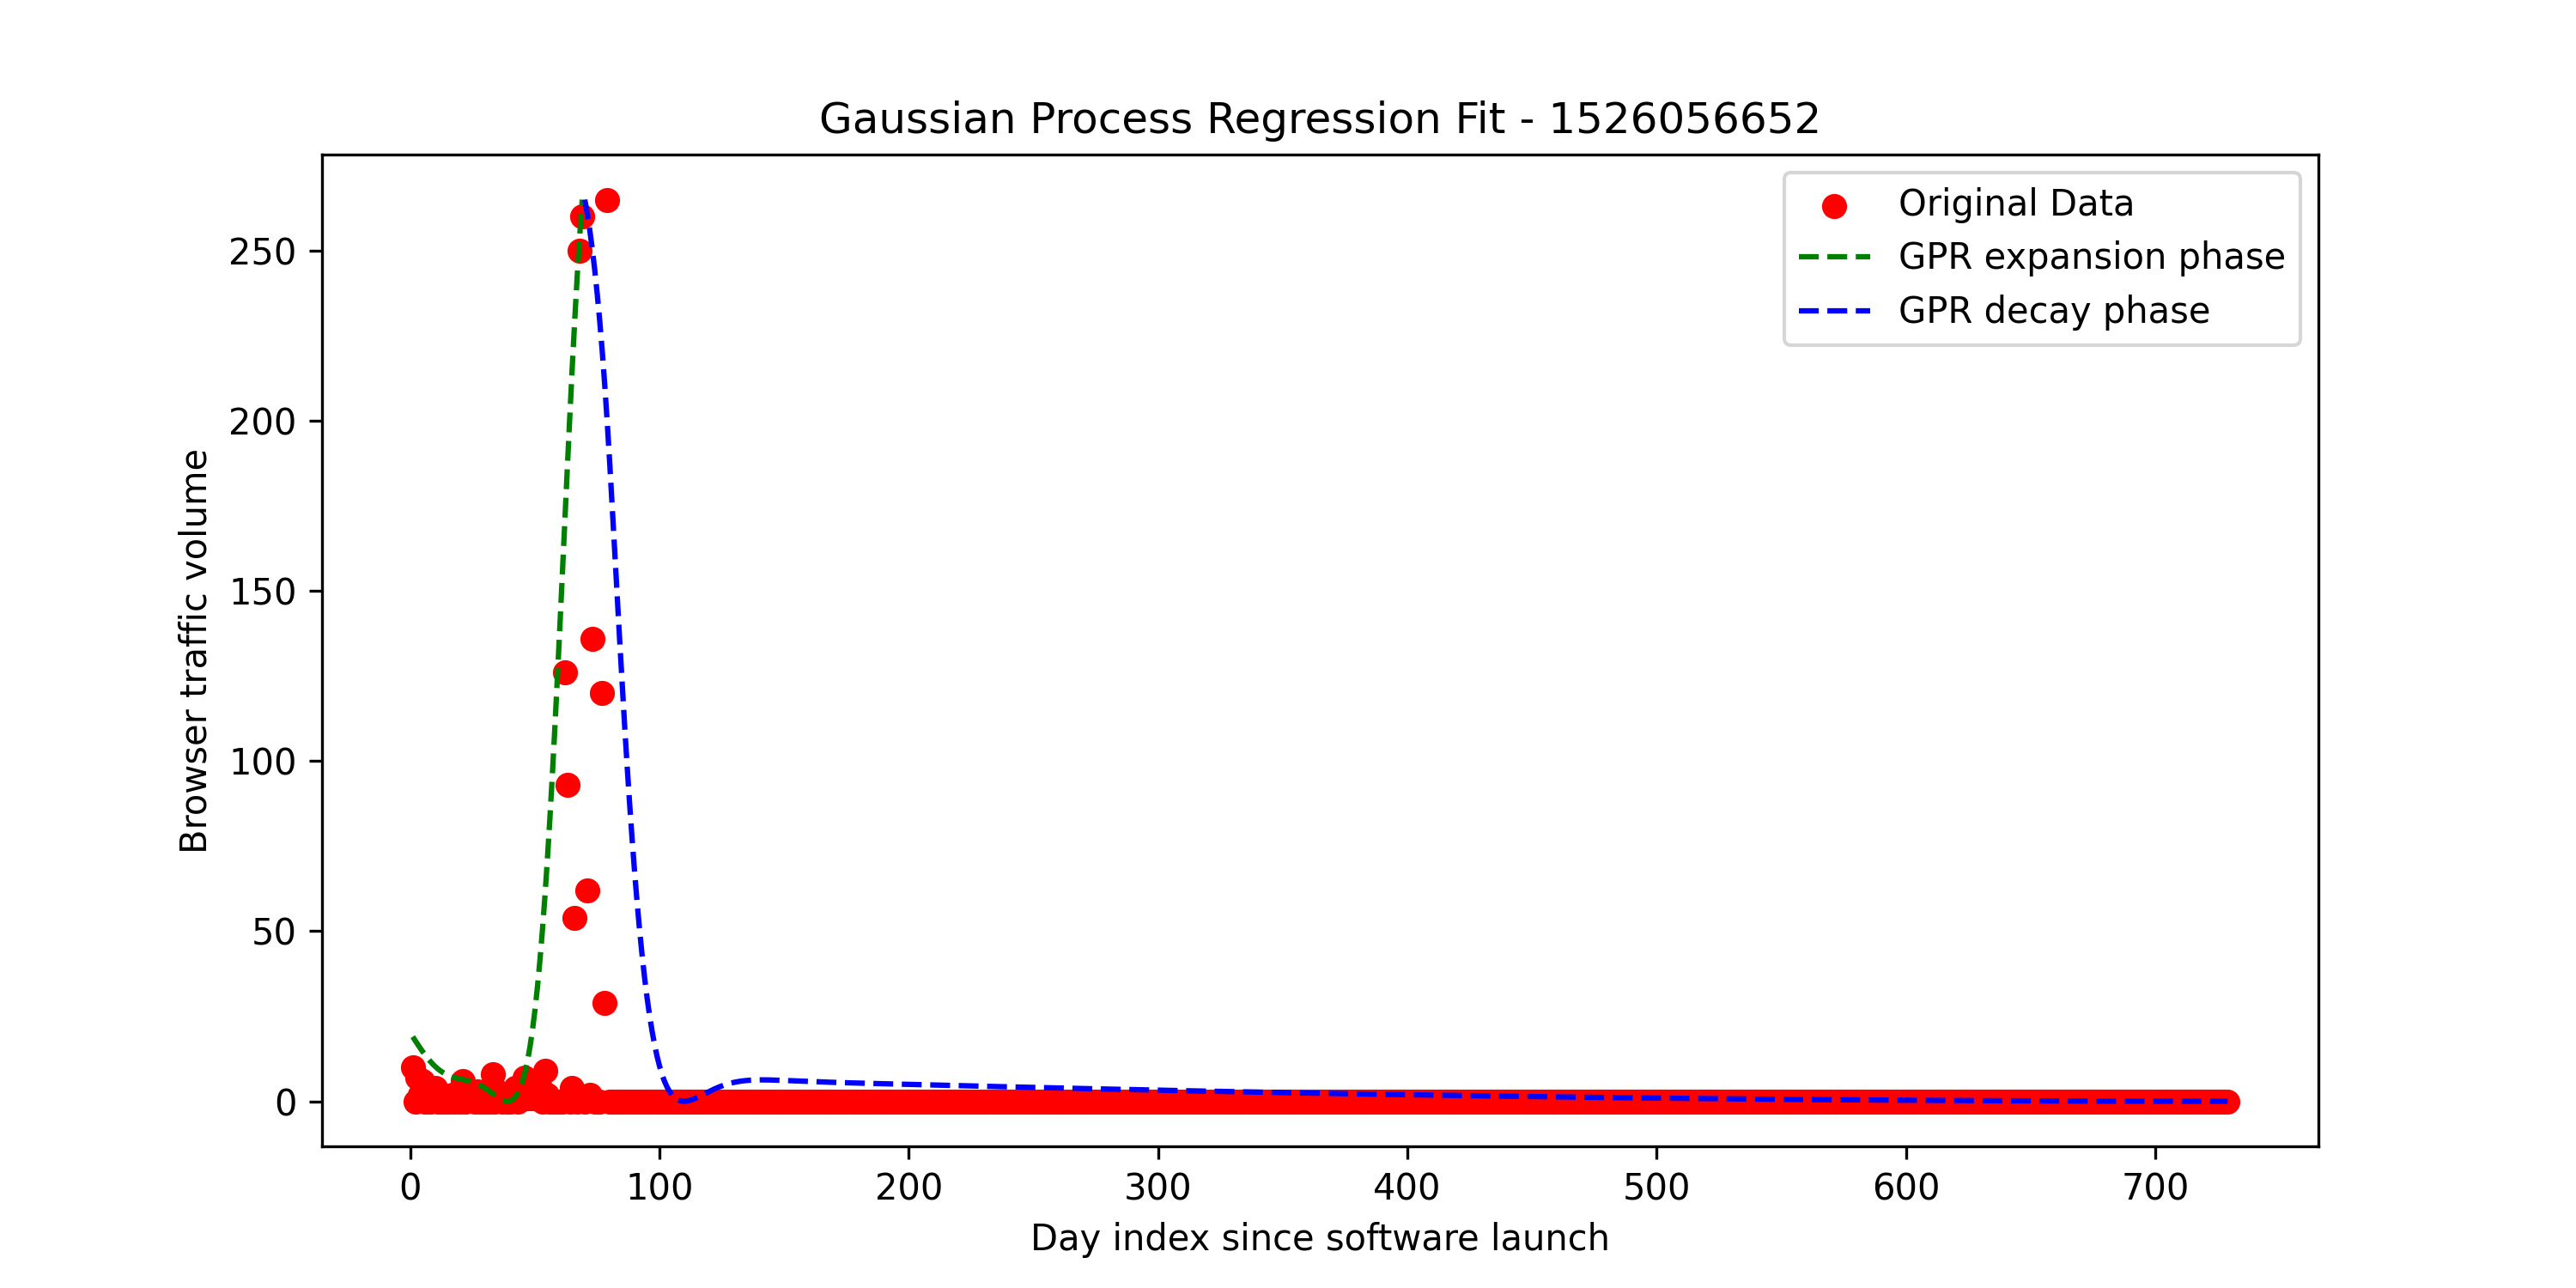 Gaussian Process Regression Fit - 1526056652
Original Data
GPR expansion phase
GPR decay phase
Browser traffic volume
250
200
150
100
50
0
0 100 200 300 400 500 600 700
Day index since software launch